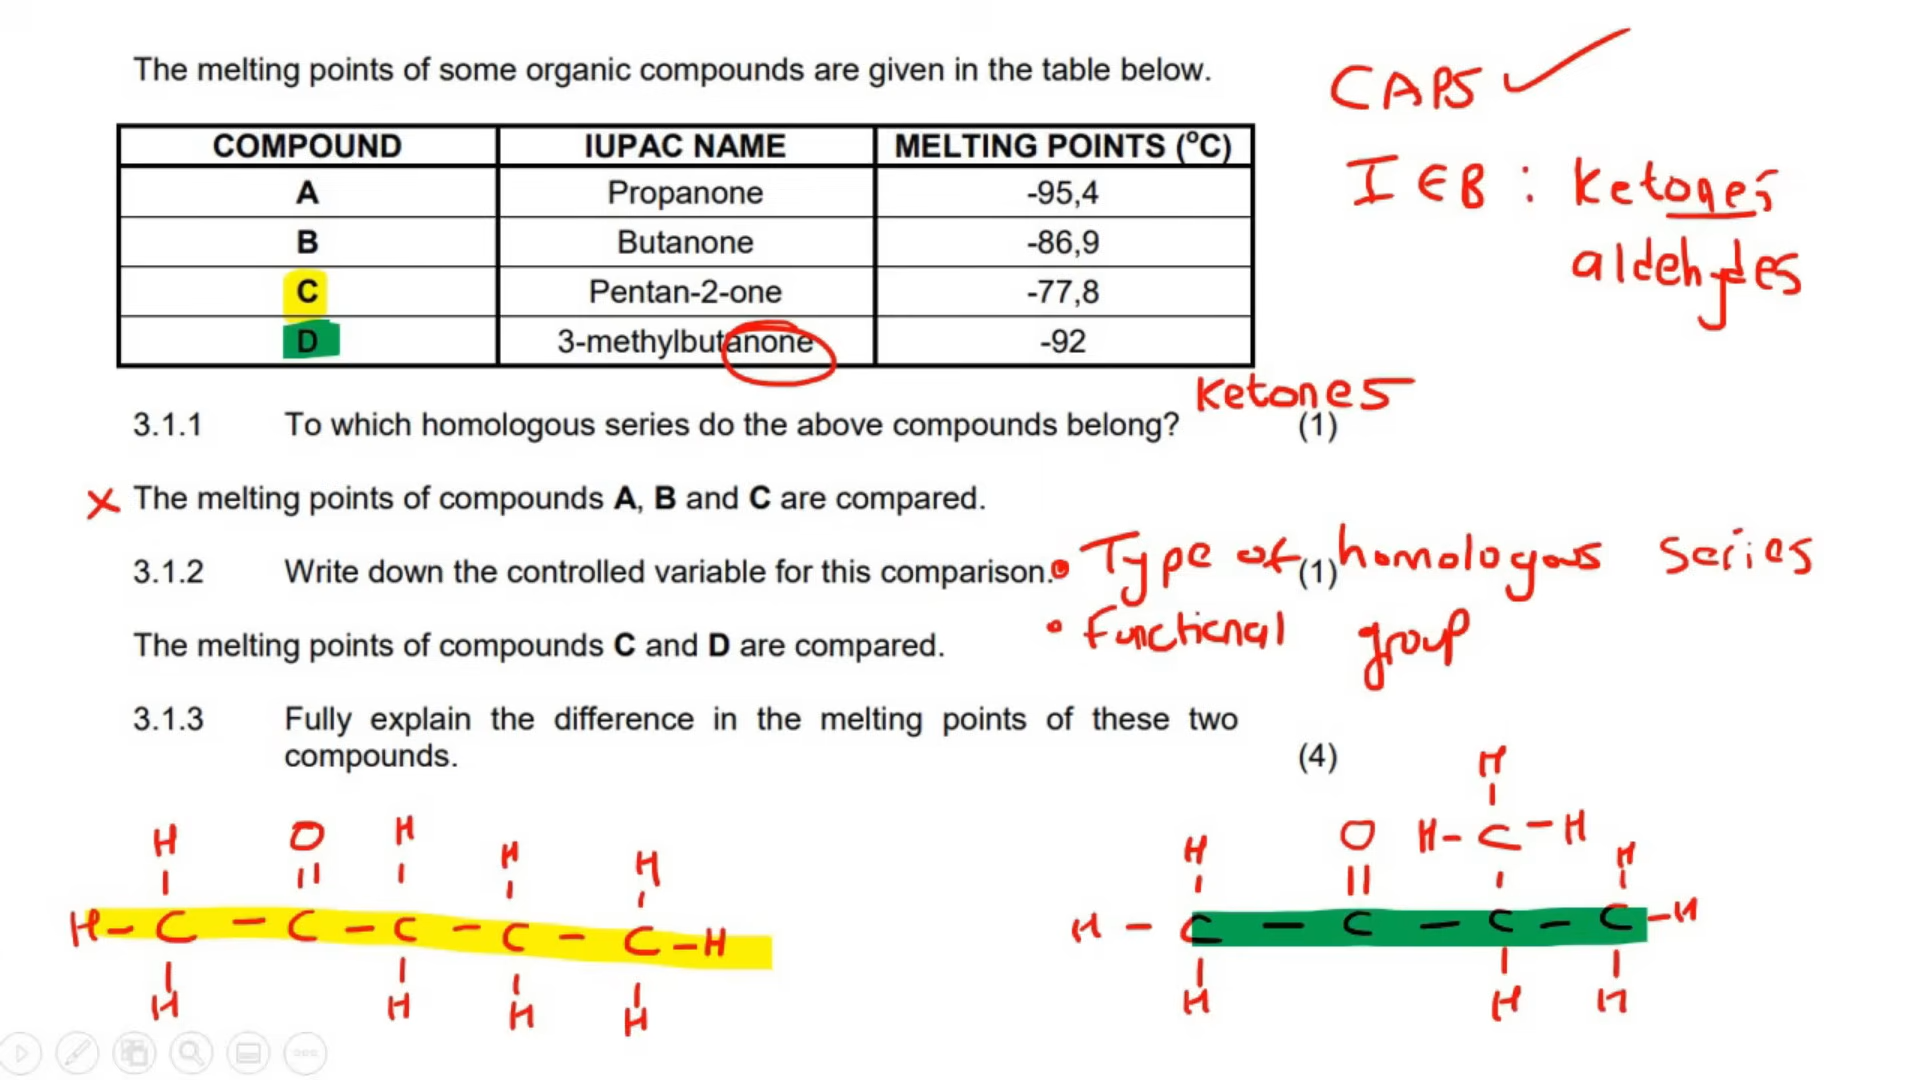 The melting points of some organic compounds are given in the table below.
CAPS
IEB : ketones
aldehydes
COMPOUND IUPAC NAME MELTING POINTS (°C)
A Propanone -95,4
B Butanone -86,9
C Pentan-2-one -77,8
D 3-methylbutanone -92
Ketones
3.1.1 To which homologous series do the above compounds belong? (1)
x The melting points of compounds A, B and C are compared.
3.1.2 Write down the controlled variable for this comparison. (1)
• Type of homologous series
• Functional group
The melting points of compounds C and D are compared.
3.1.3 Fully explain the difference in the melting points of these two
compounds. (4)
H
H O H H H
H - C - C - C - C - C - H
H H H H
H O H - C - H H
H - C - C - C - C - H
H H H